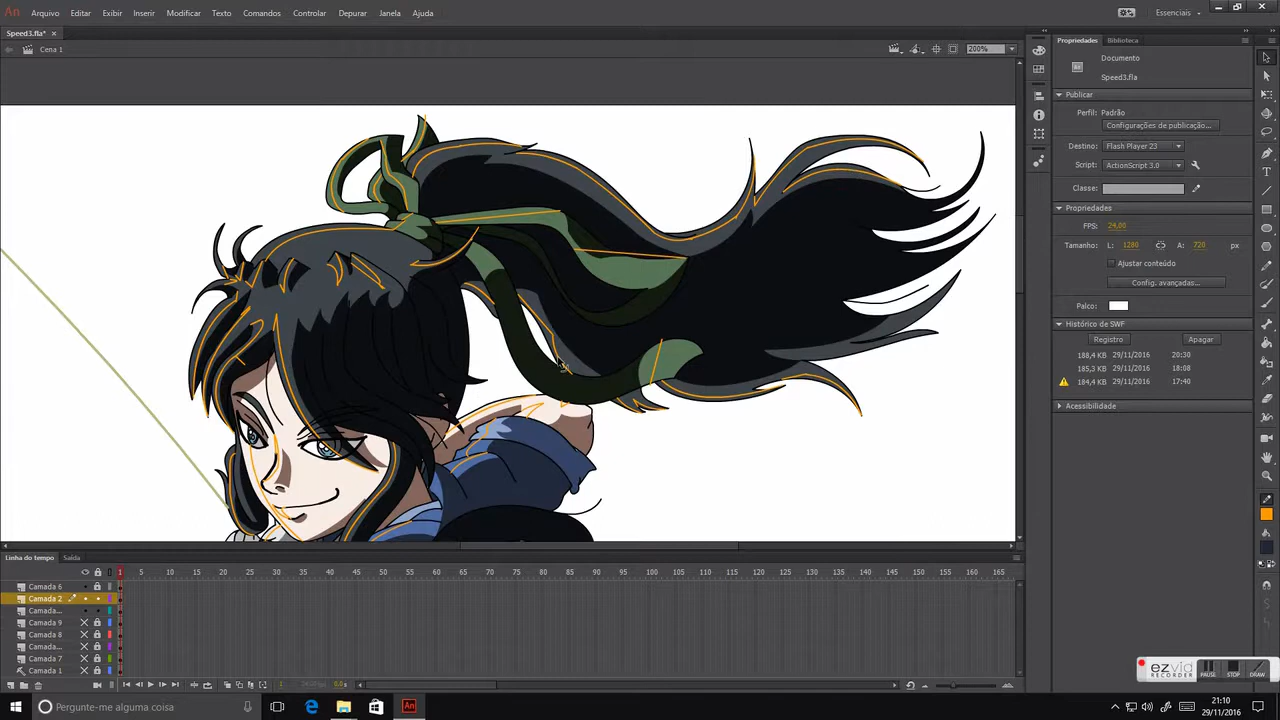 An Arquivo Editar Exibir Inserir Modificar Texto Comandos Controlar Depurar Janela Ajuda Essenciais
Speed3.fla* ×
Cena 1 200%
Propriedades Biblioteca
Documento
Speed3.fla
Publicar
Perfil: Padrão
Configurações de publicação...
Destino: Flash Player 23
Script: ActionScript 3.0
Classe:
Propriedades
FPS: 24,00
Tamanho: L: 1280 A: 720 px
Ajustar conteúdo
Config. avançadas...
Palco:
Histórico de SWF
Registro Apagar
188,4 KB 29/11/2016 20:30
185,3 KB 29/11/2016 18:08
184,4 KB 29/11/2016 17:40
Acessibilidade
Linha do tempo Saída
1 5 10 15 20 25 30 35 40 45 50 55 60 65 70 75 80 85 90 95 100 105 110 115 120 125 130 135 140 145 150 155 160 165
Camada 6
Camada 2
Camada...
Camada 9
Camada 8
Camada...
Camada 7
Camada 1
ezvid
RECORDER
PAUSE STOP DRAW
Pergunte-me alguma coisa
An
21:10
29/11/2016